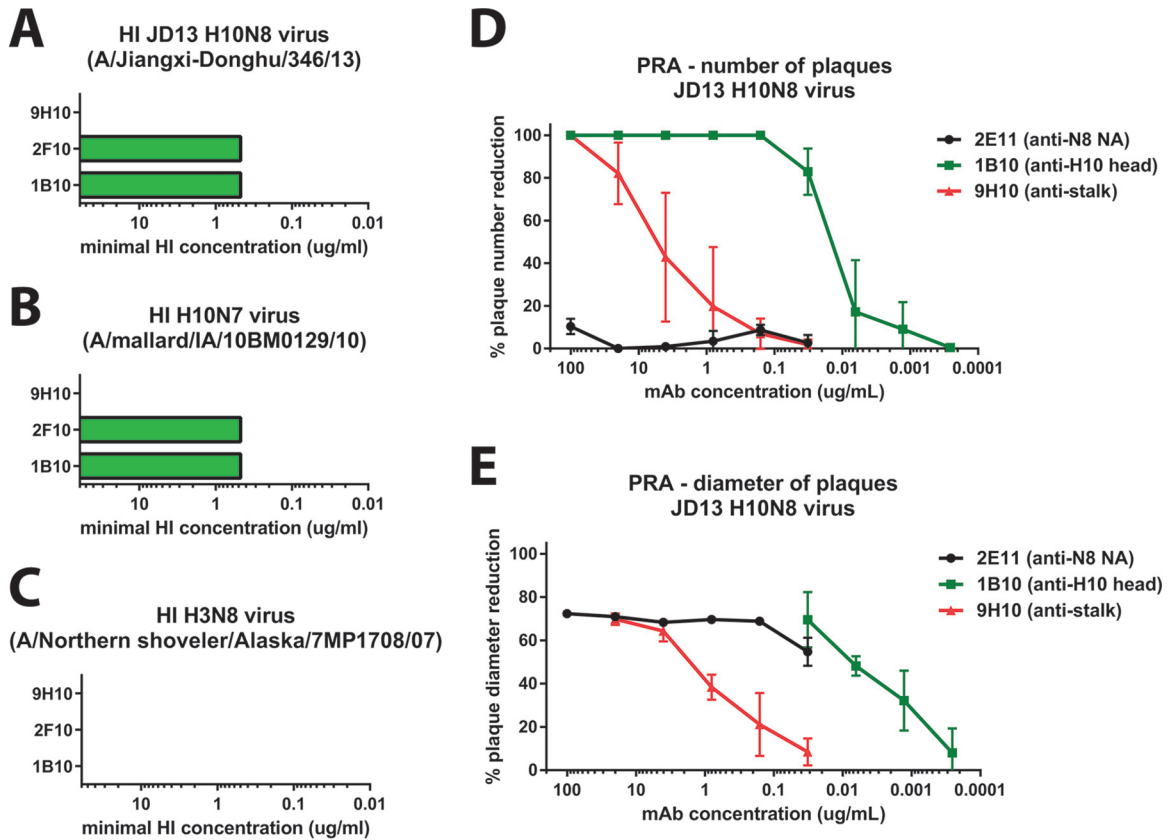 A
HI JD13 H10N8 virus
(A/Jiangxi-Donghu/346/13)
9H10
2F10
1B10
10 1 0.1 0.01
minimal HI concentration (ug/ml)
B
HI H10N7 virus
(A/mallard/IA/10BM0129/10)
9H10
2F10
1B10
10 1 0.1 0.01
minimal HI concentration (ug/ml)
C
HI H3N8 virus
(A/Northern shoveler/Alaska/7MP1708/07)
9H10
2F10
1B10
10 1 0.1 0.01
minimal HI concentration (ug/ml)
D
PRA - number of plaques
JD13 H10N8 virus
% plaque number reduction
100
80
60
40
20
0
100 10 1 0.1 0.01 0.001 0.0001
mAb concentration (ug/mL)
2E11 (anti-N8 NA)
1B10 (anti-H10 head)
9H10 (anti-stalk)
E
PRA - diameter of plaques
JD13 H10N8 virus
% plaque diameter reduction
100
80
60
40
20
0
100 10 1 0.1 0.01 0.001 0.0001
mAb concentration (ug/mL)
2E11 (anti-N8 NA)
1B10 (anti-H10 head)
9H10 (anti-stalk)